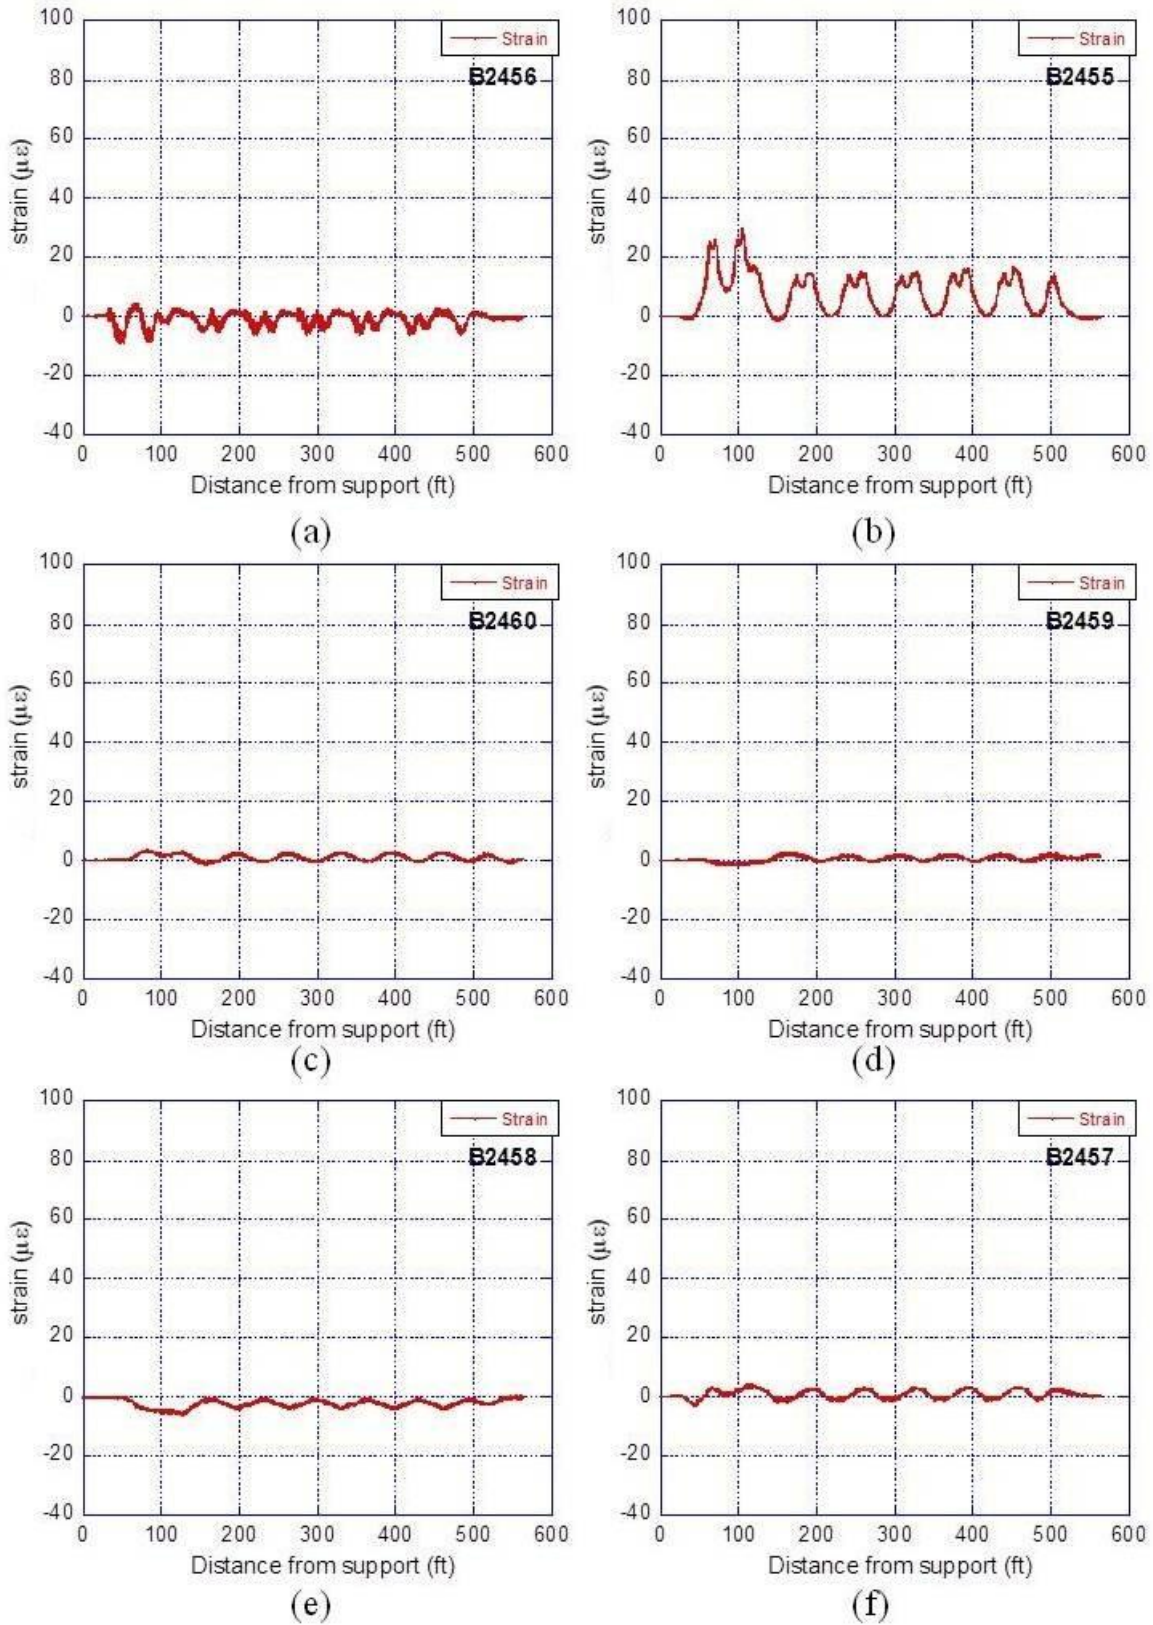 100
80
60
40
20
0
-20
-40
strain (με)
Strain
B2456
0 100 200 300 400 500 600
Distance from support (ft)
(a)
100
80
60
40
20
0
-20
-40
strain (με)
Strain
B2455
0 100 200 300 400 500 600
Distance from support (ft)
(b)
100
80
60
40
20
0
-20
-40
strain (με)
Strain
B2460
0 100 200 300 400 500 600
Distance from support (ft)
(c)
100
80
60
40
20
0
-20
-40
strain (με)
Strain
B2459
0 100 200 300 400 500 600
Distance from support (ft)
(d)
100
80
60
40
20
0
-20
-40
strain (με)
Strain
B2458
0 100 200 300 400 500 600
Distance from support (ft)
(e)
100
80
60
40
20
0
-20
-40
strain (με)
Strain
B2457
0 100 200 300 400 500 600
Distance from support (ft)
(f)